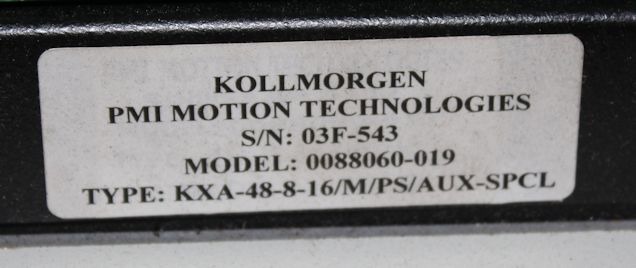 KOLLMORGEN
PMI MOTION TECHNOLOGIES
S/N: 03F-543
MODEL: 0088060-019
TYPE: KXA-48-8-16/M/PS/AUX-SPCL